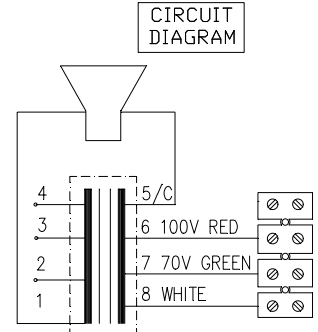 CIRCUIT
DIAGRAM
4 5/C
3 6 100V RED
2 7 70V GREEN
1 8 WHITE